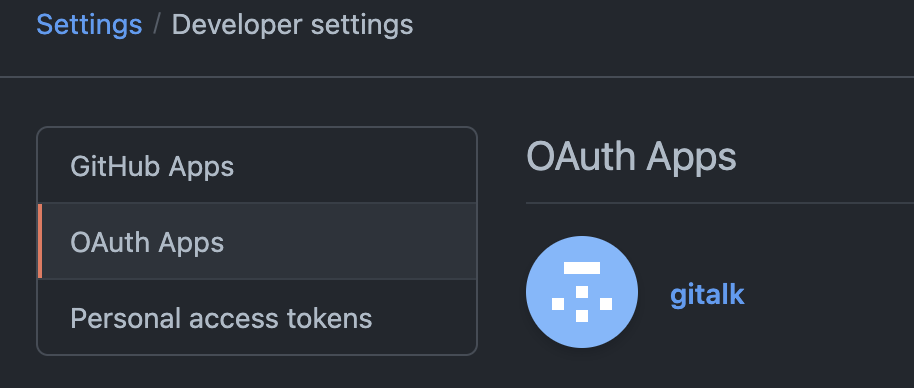 Settings / Developer settings
GitHub Apps
OAuth Apps
Personal access tokens
OAuth Apps
gitalk